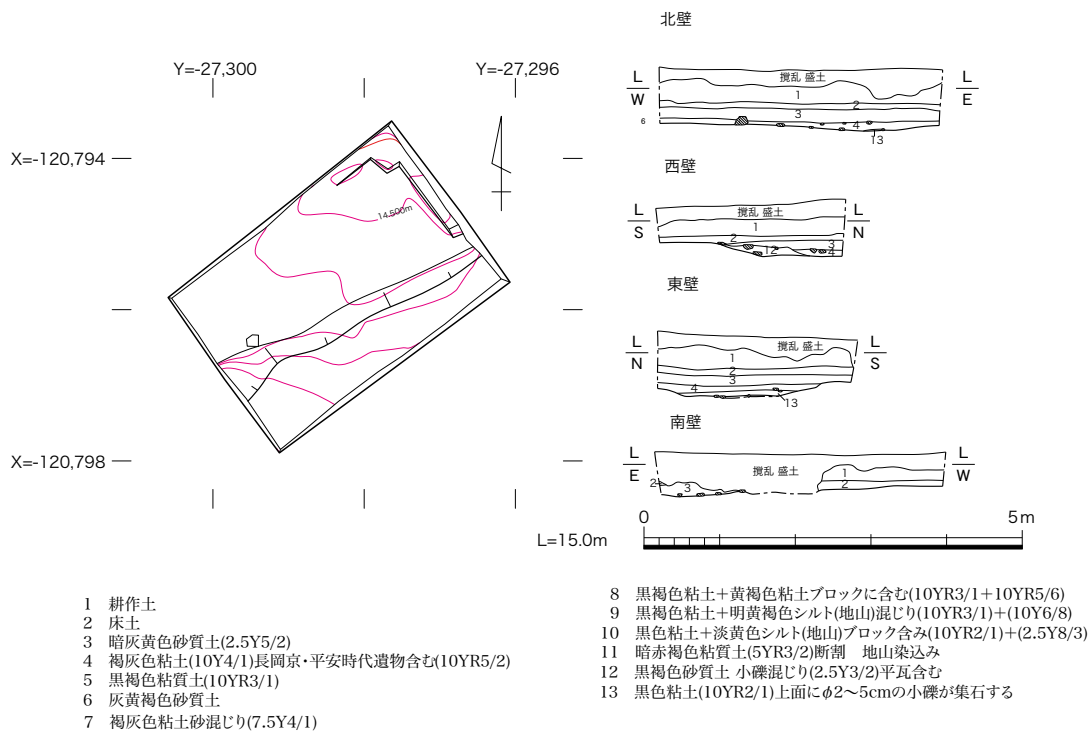 Y=-27,300
Y=-27,296
X=-120,794
14.600m
X=-120,798
北壁
L
W
攪乱 盛土
L
E
1
2
3
6
4
13
西壁
L
S
攪乱 盛土
L
N
1
2
3
12
4
東壁
L
N
攪乱 盛土
L
S
1
2
3
4
13
南壁
L
E
攪乱 盛土
L
W
1
2
2
3
0
5m
L=15.0m
1 耕作土
2 床土
3 暗灰黄色砂質土(2.5Y5/2)
4 褐灰色粘土(10Y4/1)長岡京・平安時代遺物含む(10YR5/2)
5 黒褐色粘質土(10YR3/1)
6 灰黄褐色砂質土
7 褐灰色粘土砂混じり(7.5Y4/1)
8 黒褐色粘土+黄褐色粘土ブロックに含む(10YR3/1+10YR5/6)
9 黒褐色粘土+明黄褐色シルト(地山)混じり(10YR3/1)+(10Y6/8)
10 黒色粘土+淡黄色シルト(地山)ブロック含み(10YR2/1)+(2.5Y8/3)
11 暗赤褐色粘質土(5YR3/2)断割 地山染込み
12 黒褐色砂質土 小礫混じり(2.5Y3/2)平瓦含む
13 黒色粘土(10YR2/1)上面にφ2〜5cmの小礫が集石する